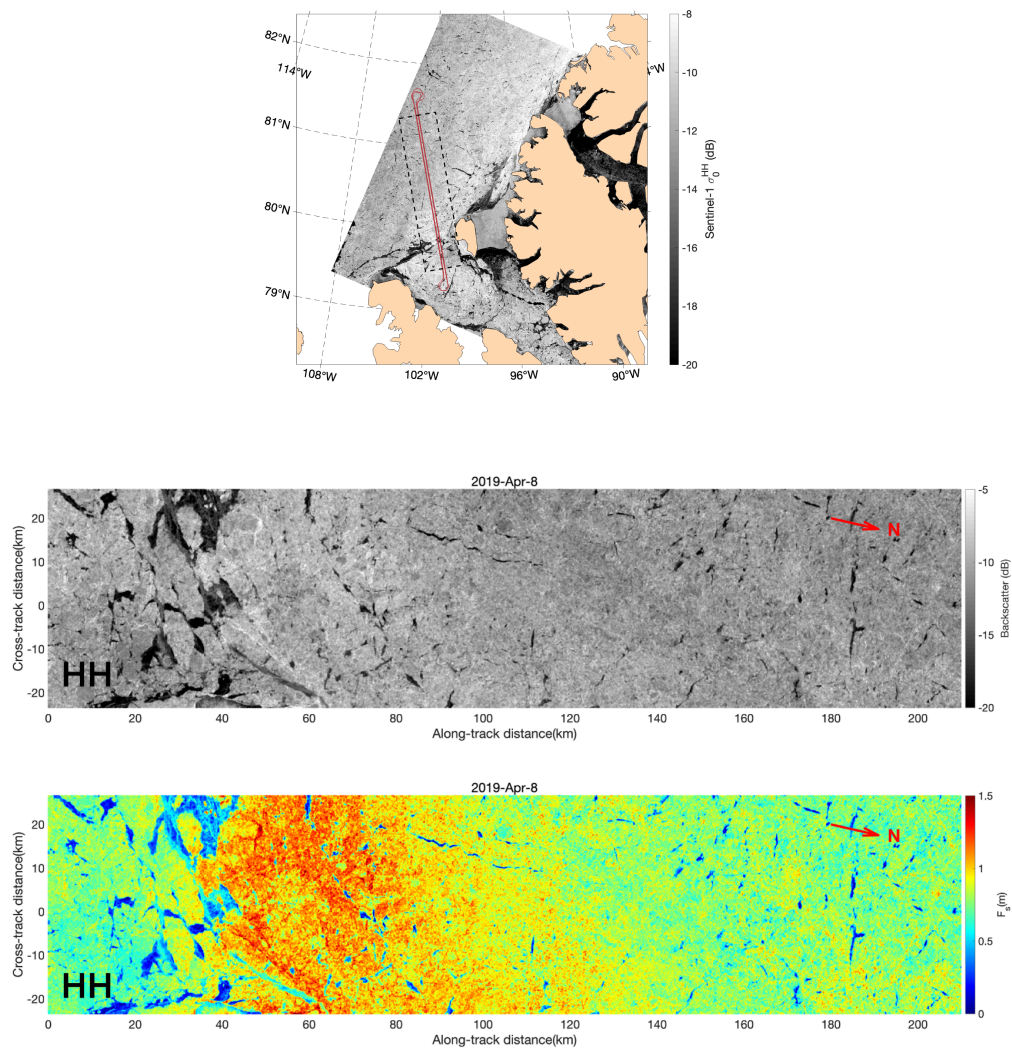 82°N
114°W
4°W
81°N
80°N
79°N
108°W
102°W
96°W
90°W
-8
-10
-12
-14
-16
-18
-20
Sentinel-1 σ₀ᴴᴴ (dB)
2019-Apr-8
20
10
0
-10
-20
Cross-track distance(km)
N
HH
0 20 40 60 80 100 120 140 160 180 200
Along-track distance(km)
-5
-10
-15
-20
Backscatter (dB)
2019-Apr-8
20
10
0
-10
-20
Cross-track distance(km)
N
HH
0 20 40 60 80 100 120 140 160 180 200
Along-track distance(km)
1.5
1
0.5
0
Fₛ(m)